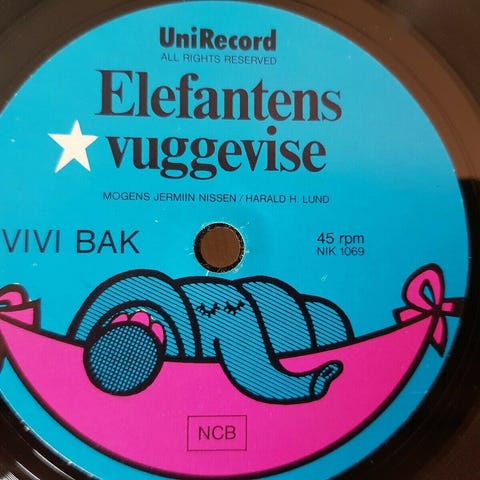 UniRecord
ALL RIGHTS RESERVED
Elefantens
vuggevise
MOGENS JERMIIN NISSEN / HARALD H. LUND
VIVI BAK
45 rpm
NIK 1069
NCB